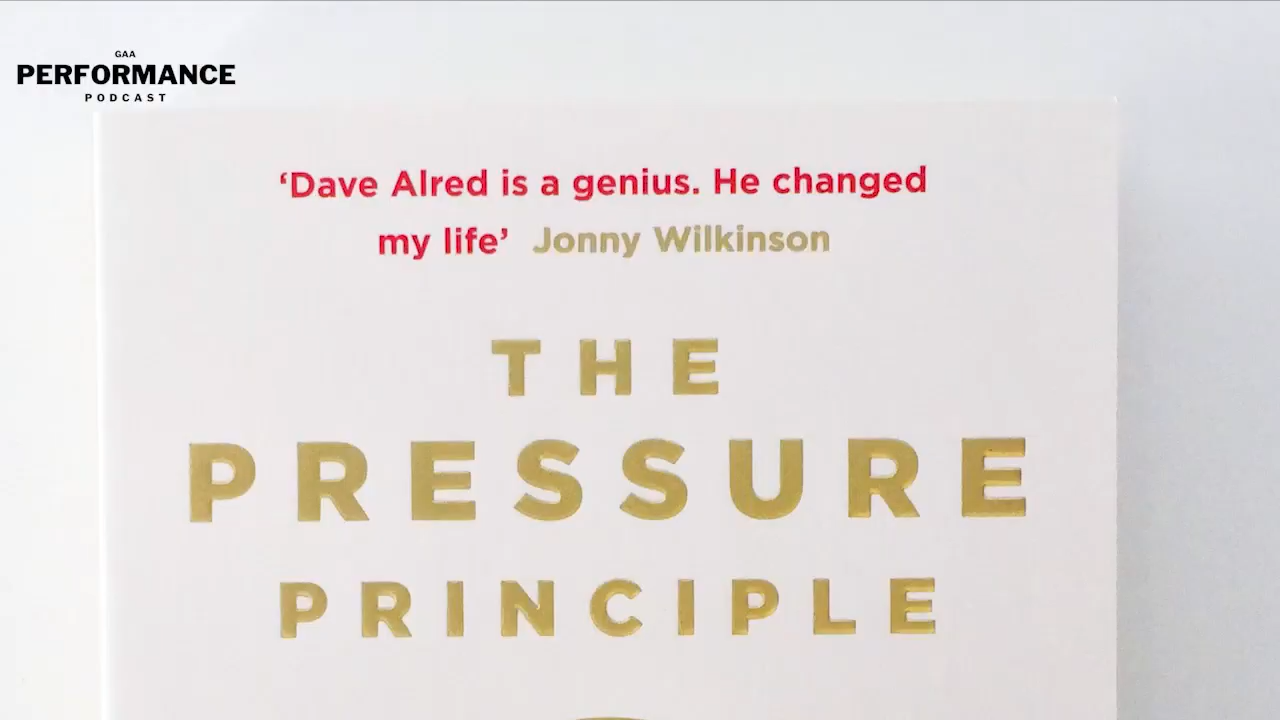 GAA
PERFORMANCE
PODCAST
‘Dave Alred is a genius. He changed
my life’ Jonny Wilkinson
THE
PRESSURE
PRINCIPLE